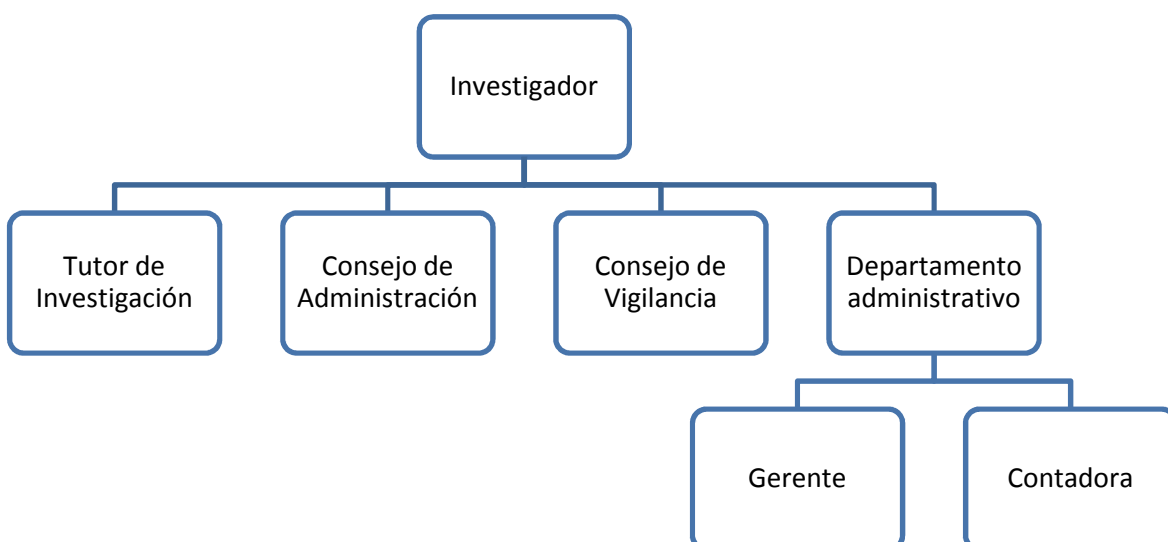 Investigador
Tutor de
Investigación
Consejo de
Administración
Consejo de
Vigilancia
Departamento
administrativo
Gerente
Contadora